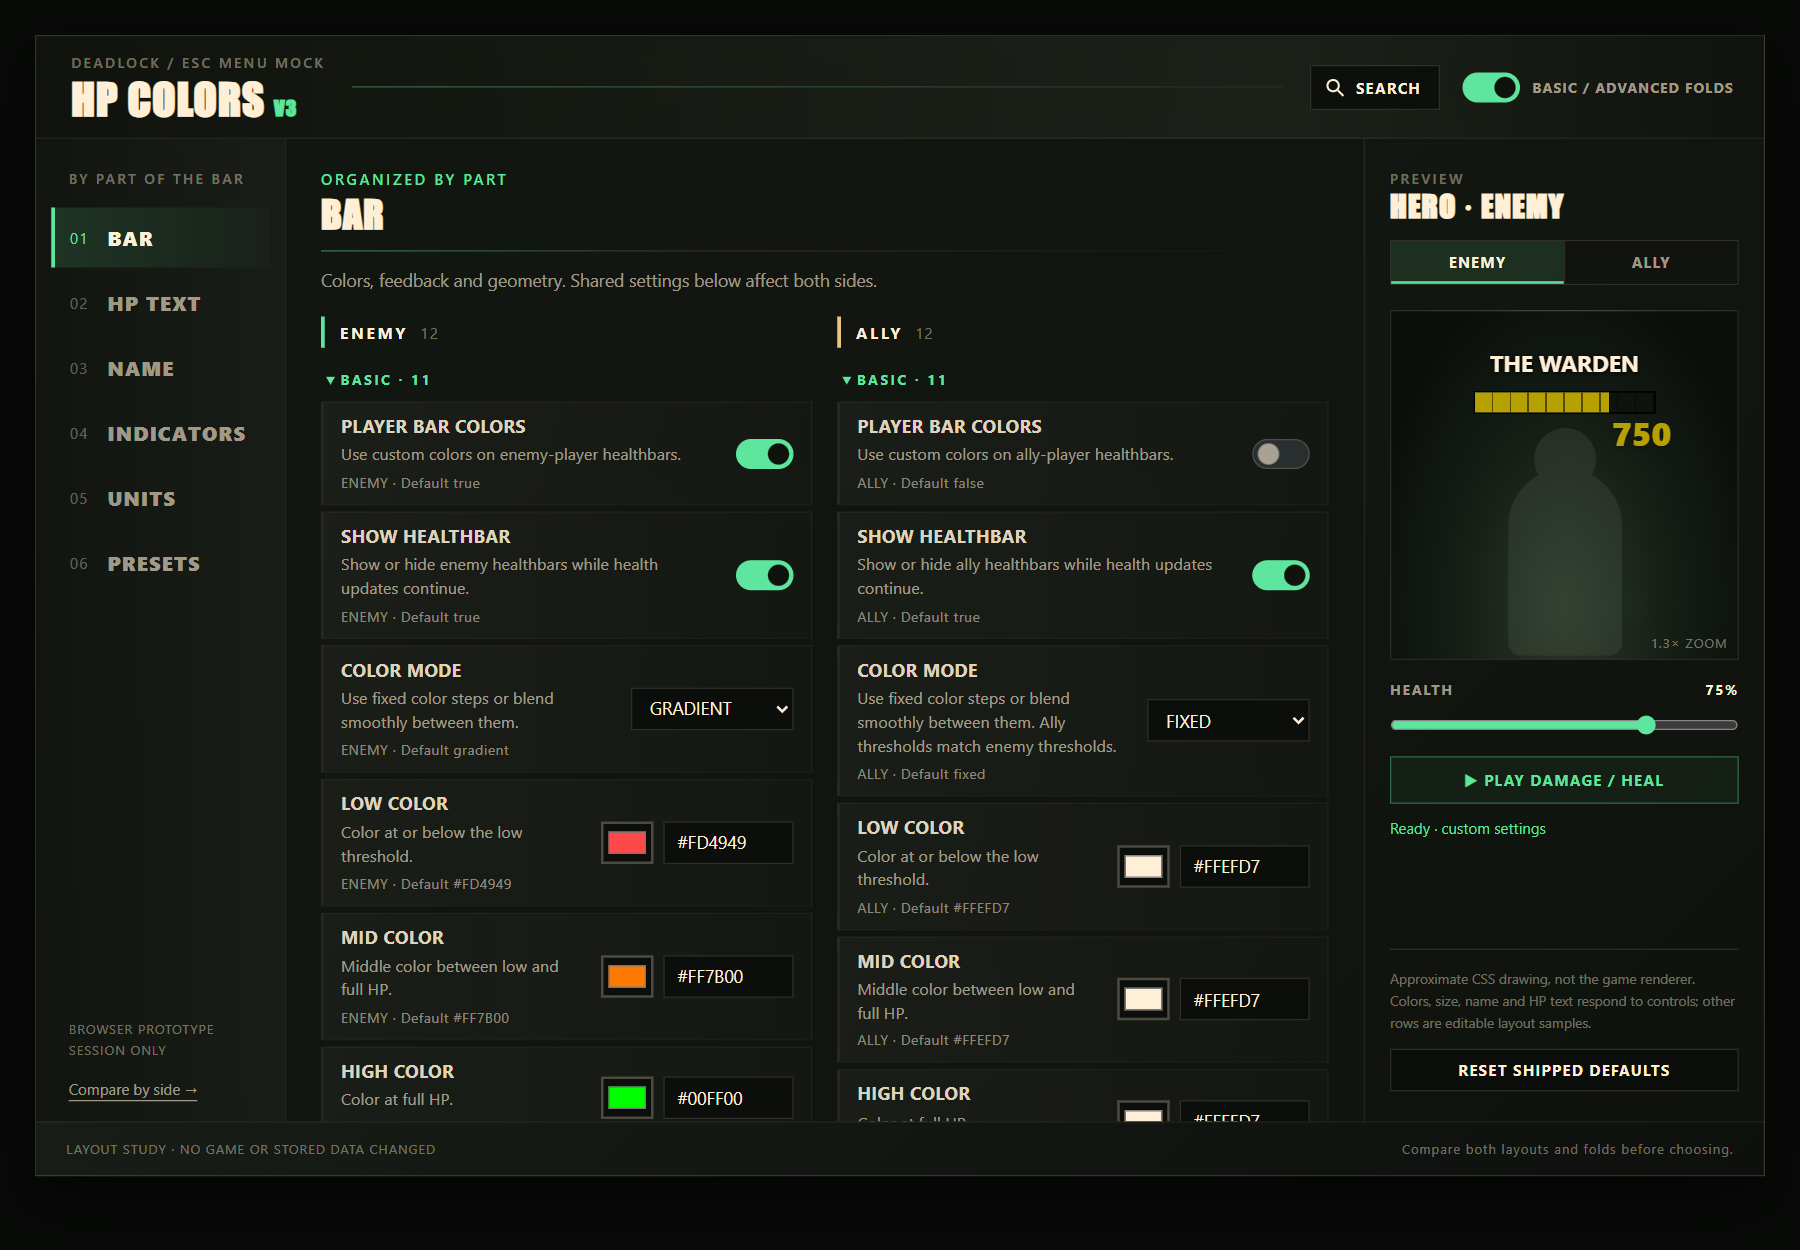 DEADLOCK / ESC MENU MOCK
HP COLORS V3
SEARCH
BASIC / ADVANCED FOLDS
BY PART OF THE BAR
01 BAR
02 HP TEXT
03 NAME
04 INDICATORS
05 UNITS
06 PRESETS
BROWSER PROTOTYPE
SESSION ONLY
Compare by side →
ORGANIZED BY PART
BAR
Colors, feedback and geometry. Shared settings below affect both sides.
ENEMY 12
▼ BASIC · 11
PLAYER BAR COLORS
Use custom colors on enemy-player healthbars.
ENEMY · Default true
SHOW HEALTHBAR
Show or hide enemy healthbars while health
updates continue.
ENEMY · Default true
COLOR MODE
Use fixed color steps or blend
smoothly between them.
ENEMY · Default gradient
GRADIENT
LOW COLOR
Color at or below the low
threshold.
ENEMY · Default #FD4949
#FD4949
MID COLOR
Middle color between low and
full HP.
ENEMY · Default #FF7B00
#FF7B00
HIGH COLOR
Color at full HP.
#00FF00
ALLY 12
▼ BASIC · 11
PLAYER BAR COLORS
Use custom colors on ally-player healthbars.
ALLY · Default false
SHOW HEALTHBAR
Show or hide ally healthbars while health updates
continue.
ALLY · Default true
COLOR MODE
Use fixed color steps or blend
smoothly between them. Ally
thresholds match enemy thresholds.
ALLY · Default fixed
FIXED
LOW COLOR
Color at or below the low
threshold.
ALLY · Default #FFEFD7
#FFEFD7
MID COLOR
Middle color between low and
full HP.
ALLY · Default #FFEFD7
#FFEFD7
HIGH COLOR
Color at full HP.
#FFEFD7
PREVIEW
HERO · ENEMY
ENEMY
ALLY
THE WARDEN
750
1.3× ZOOM
HEALTH 75%
▶ PLAY DAMAGE / HEAL
Ready · custom settings
Approximate CSS drawing, not the game renderer.
Colors, size, name and HP text respond to controls; other
rows are editable layout samples.
RESET SHIPPED DEFAULTS
LAYOUT STUDY · NO GAME OR STORED DATA CHANGED
Compare both layouts and folds before choosing.